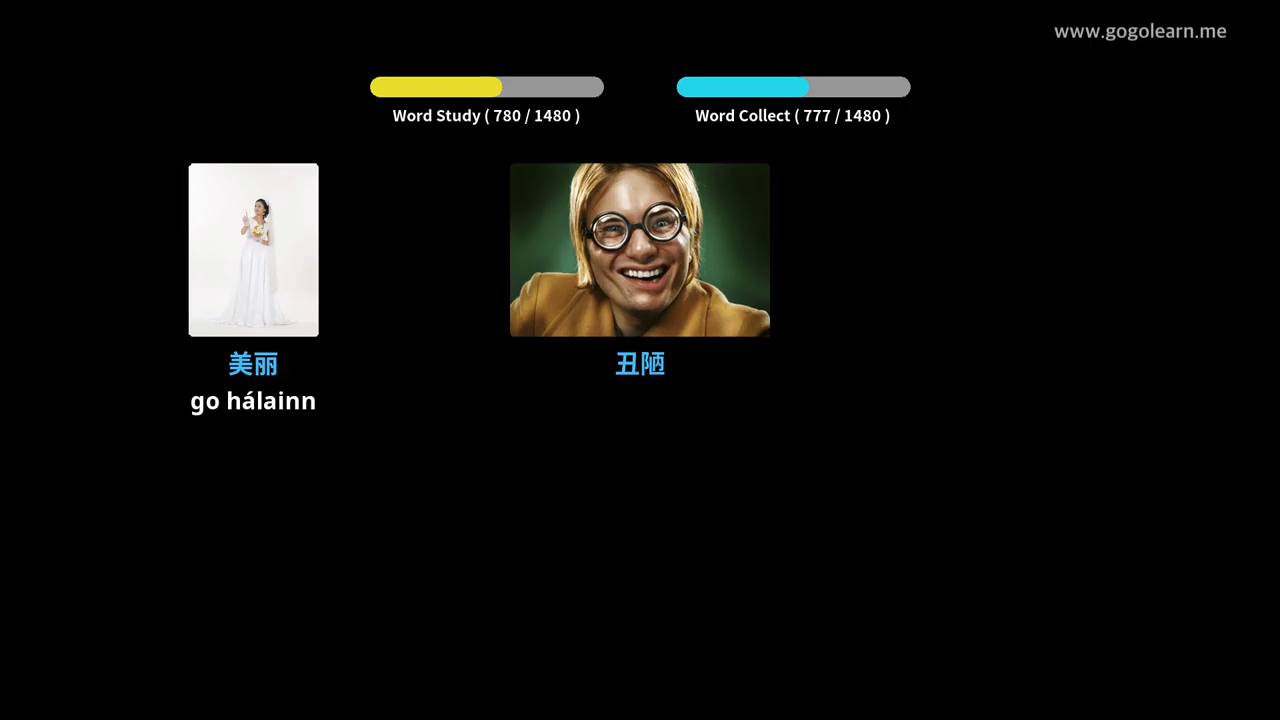 www.gogolearn.me
Word Study ( 780 / 1480 )
Word Collect ( 777 / 1480 )
美丽
丑陋
go hálainn